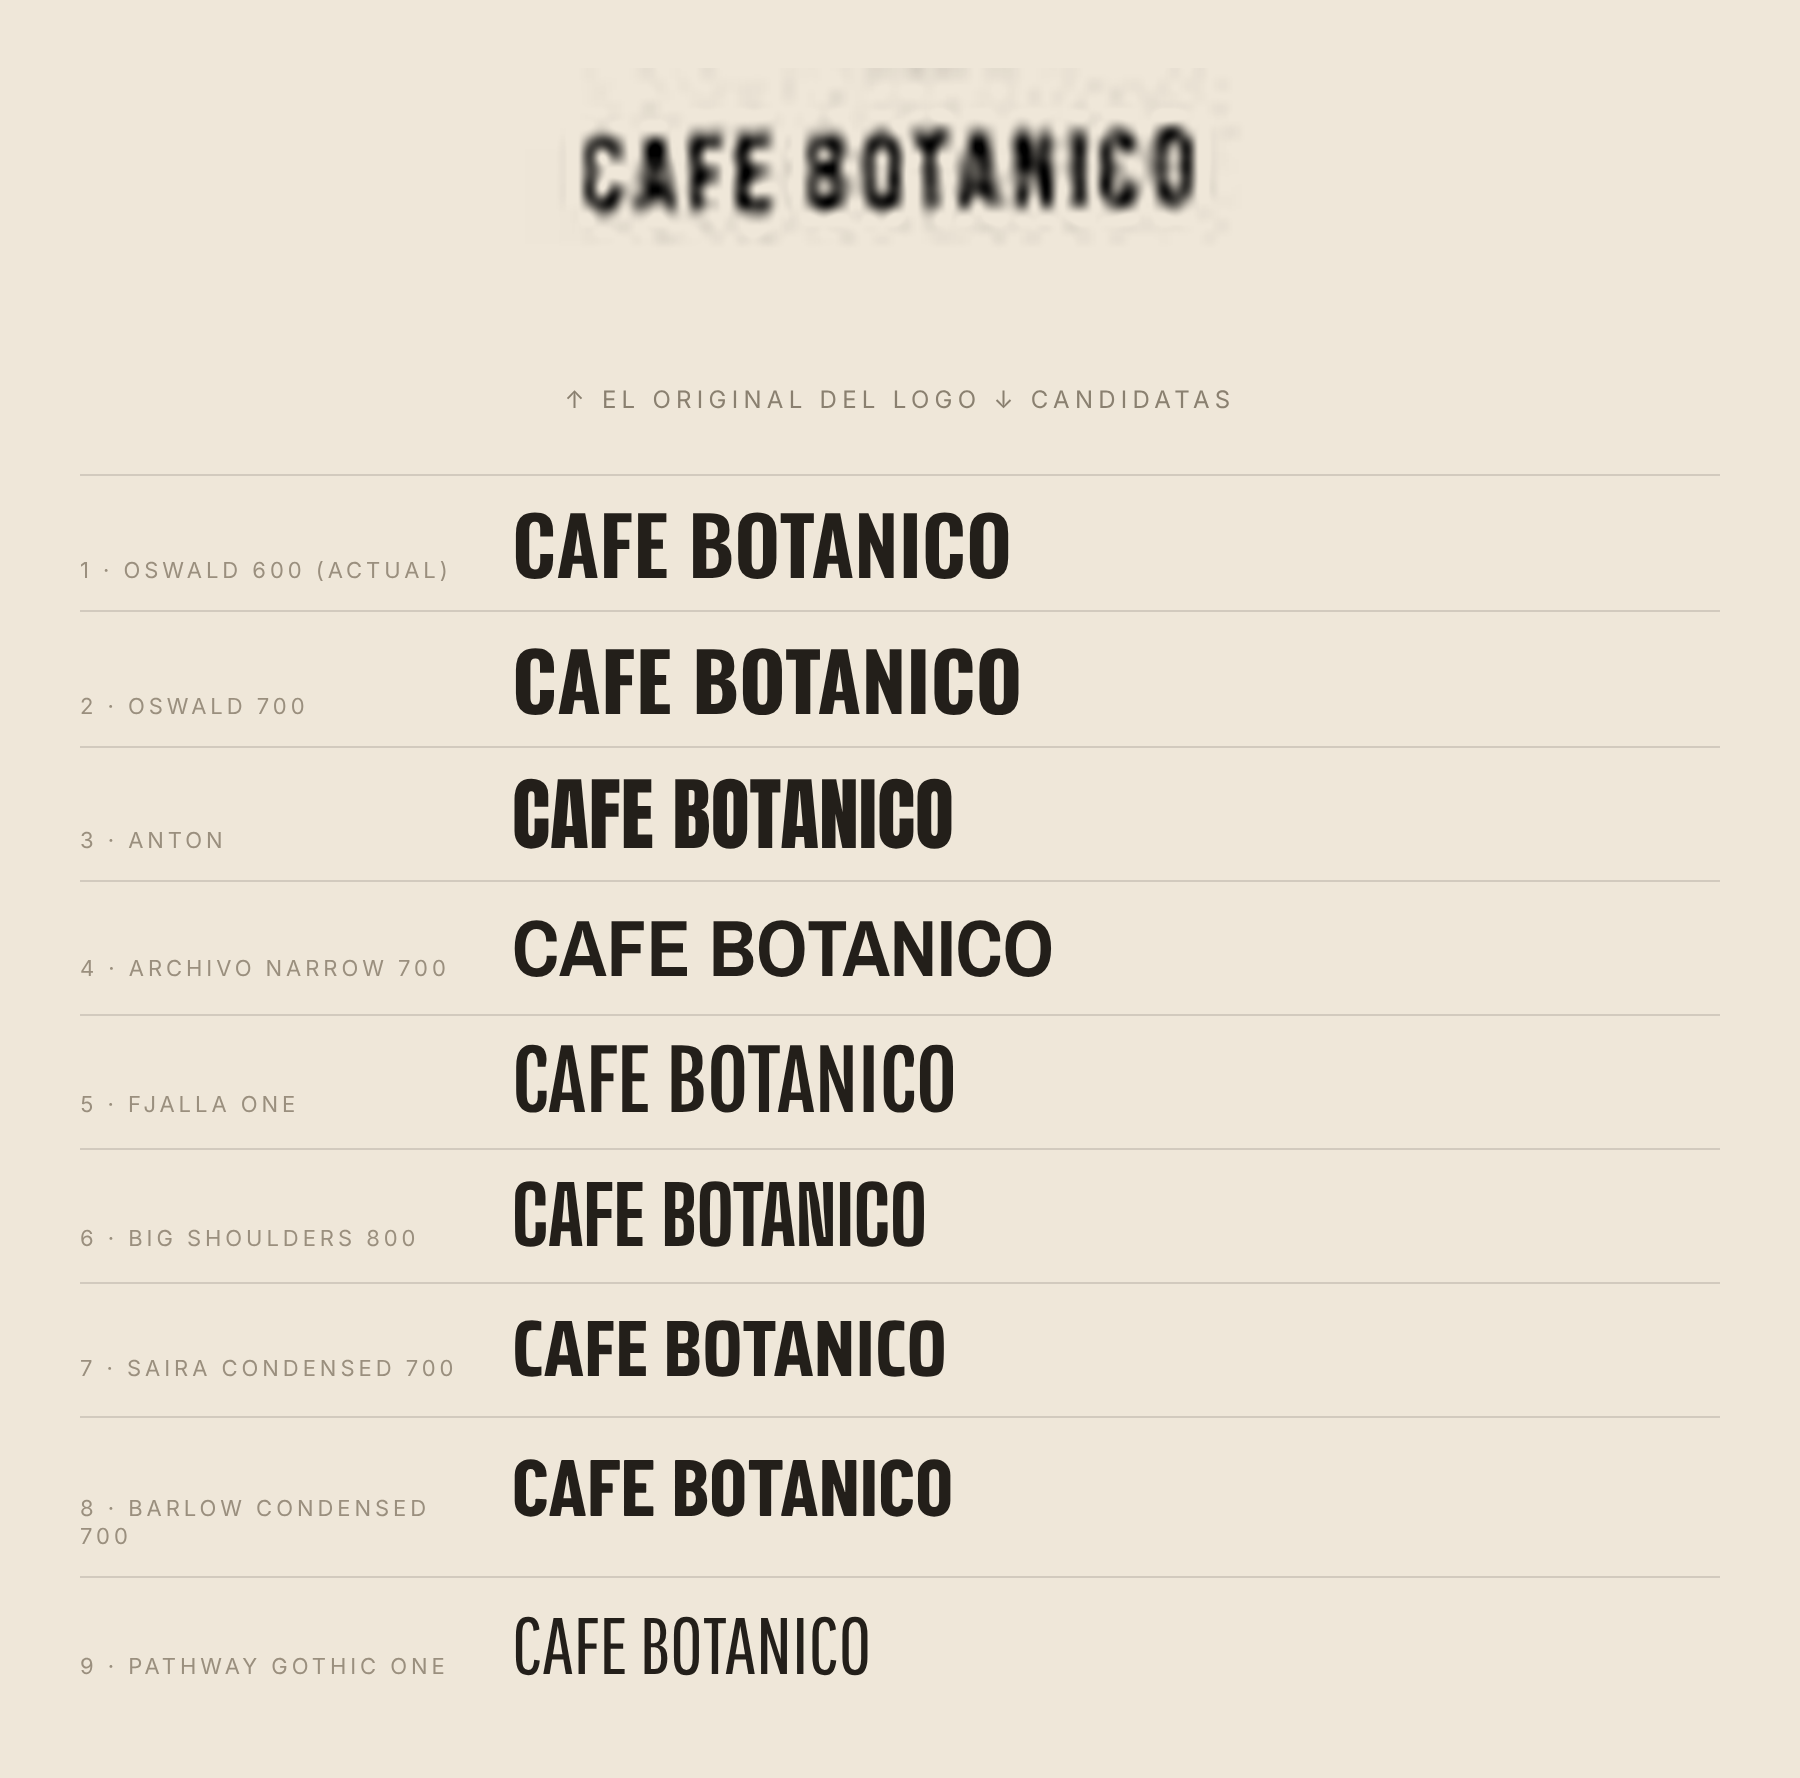 CAFE BOTANICO
↑ EL ORIGINAL DEL LOGO ↓ CANDIDATAS
1 · OSWALD 600 (ACTUAL) CAFE BOTANICO
2 · OSWALD 700 CAFE BOTANICO
3 · ANTON CAFE BOTANICO
4 · ARCHIVO NARROW 700 CAFE BOTANICO
5 · FJALLA ONE CAFE BOTANICO
6 · BIG SHOULDERS 800 CAFE BOTANICO
7 · SAIRA CONDENSED 700 CAFE BOTANICO
8 · BARLOW CONDENSED
700 CAFE BOTANICO
9 · PATHWAY GOTHIC ONE CAFE BOTANICO